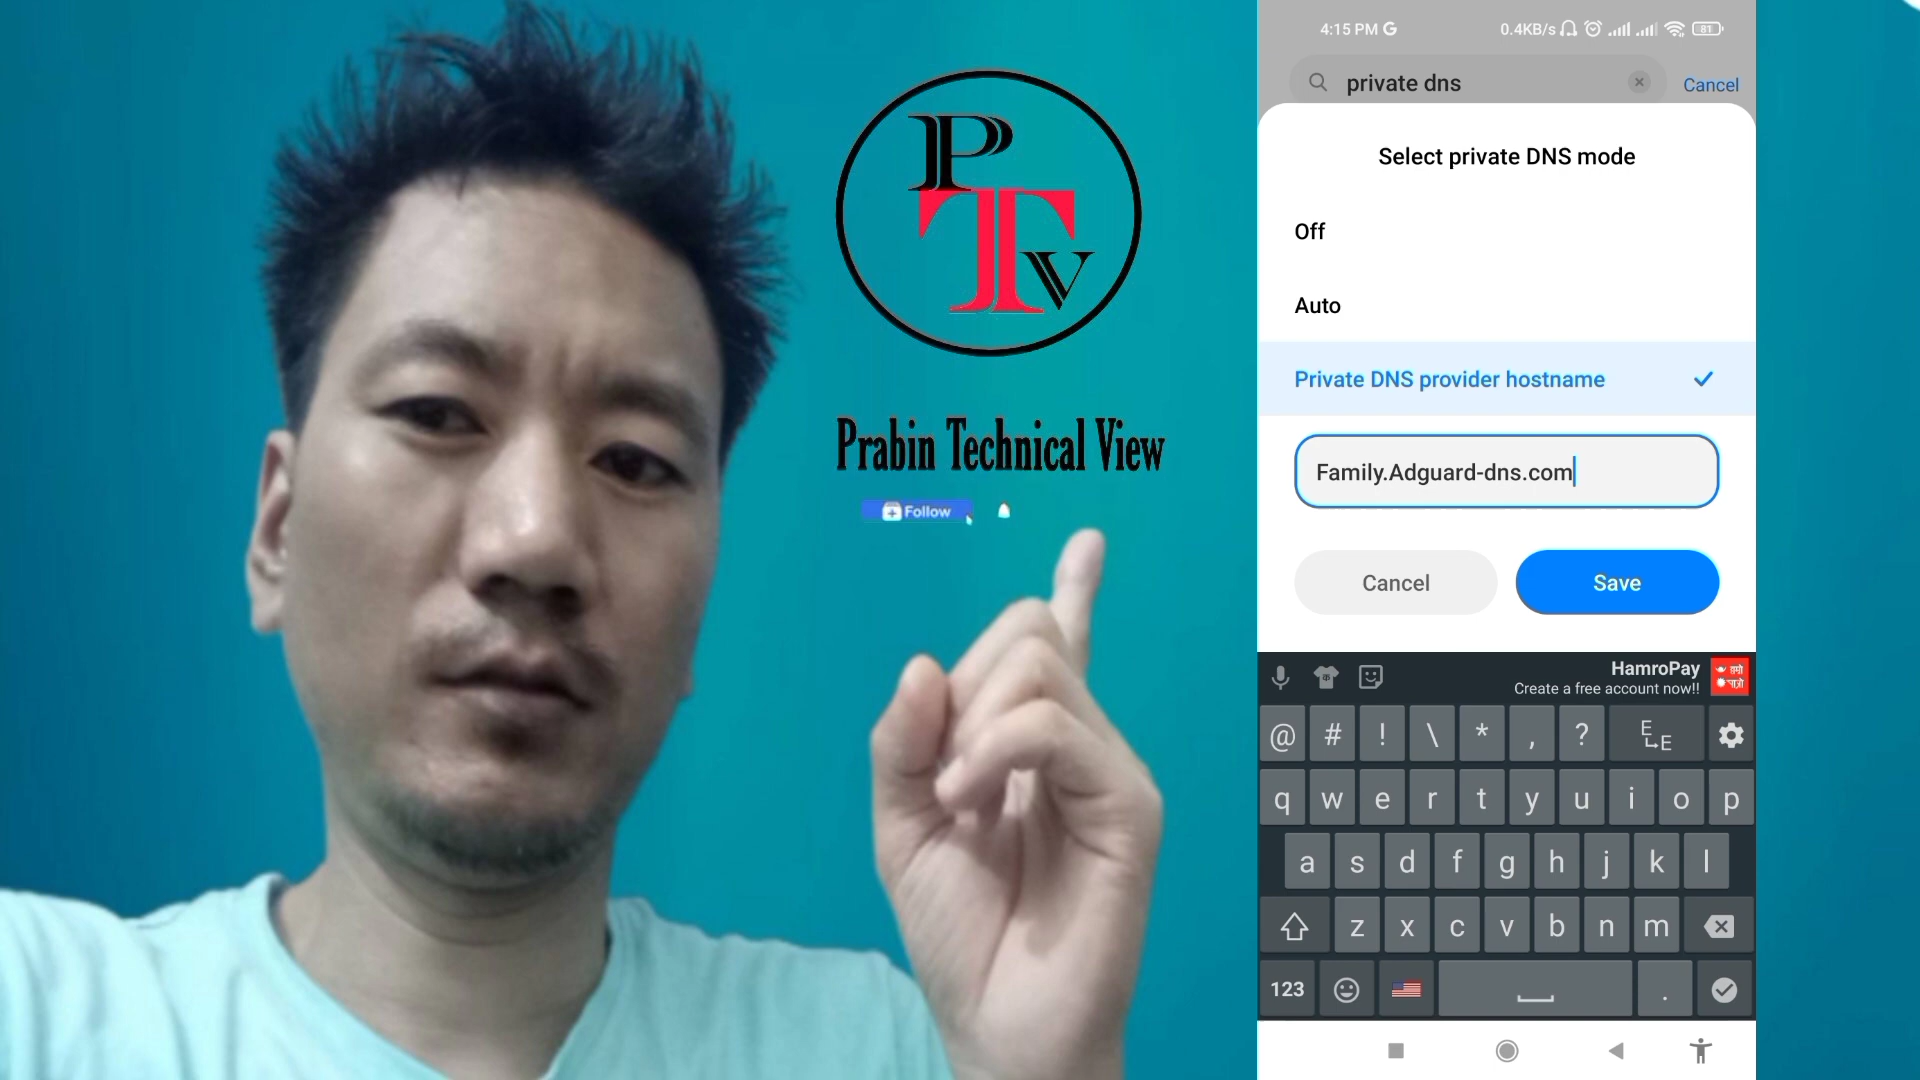 PTV
Prabin Technical View
Follow
4:15 PM G
0.4KB/s
81
private dns
Cancel
Select private DNS mode
Off
Auto
Private DNS provider hostname
Family.Adguard-dns.com
Cancel
Save
HamroPay
Create a free account now!!
हाम्रो
पात्रो
@ # ! \ * , ? E E
q w e r t y u i o p
a s d f g h j k l
z x c v b n m
123 .